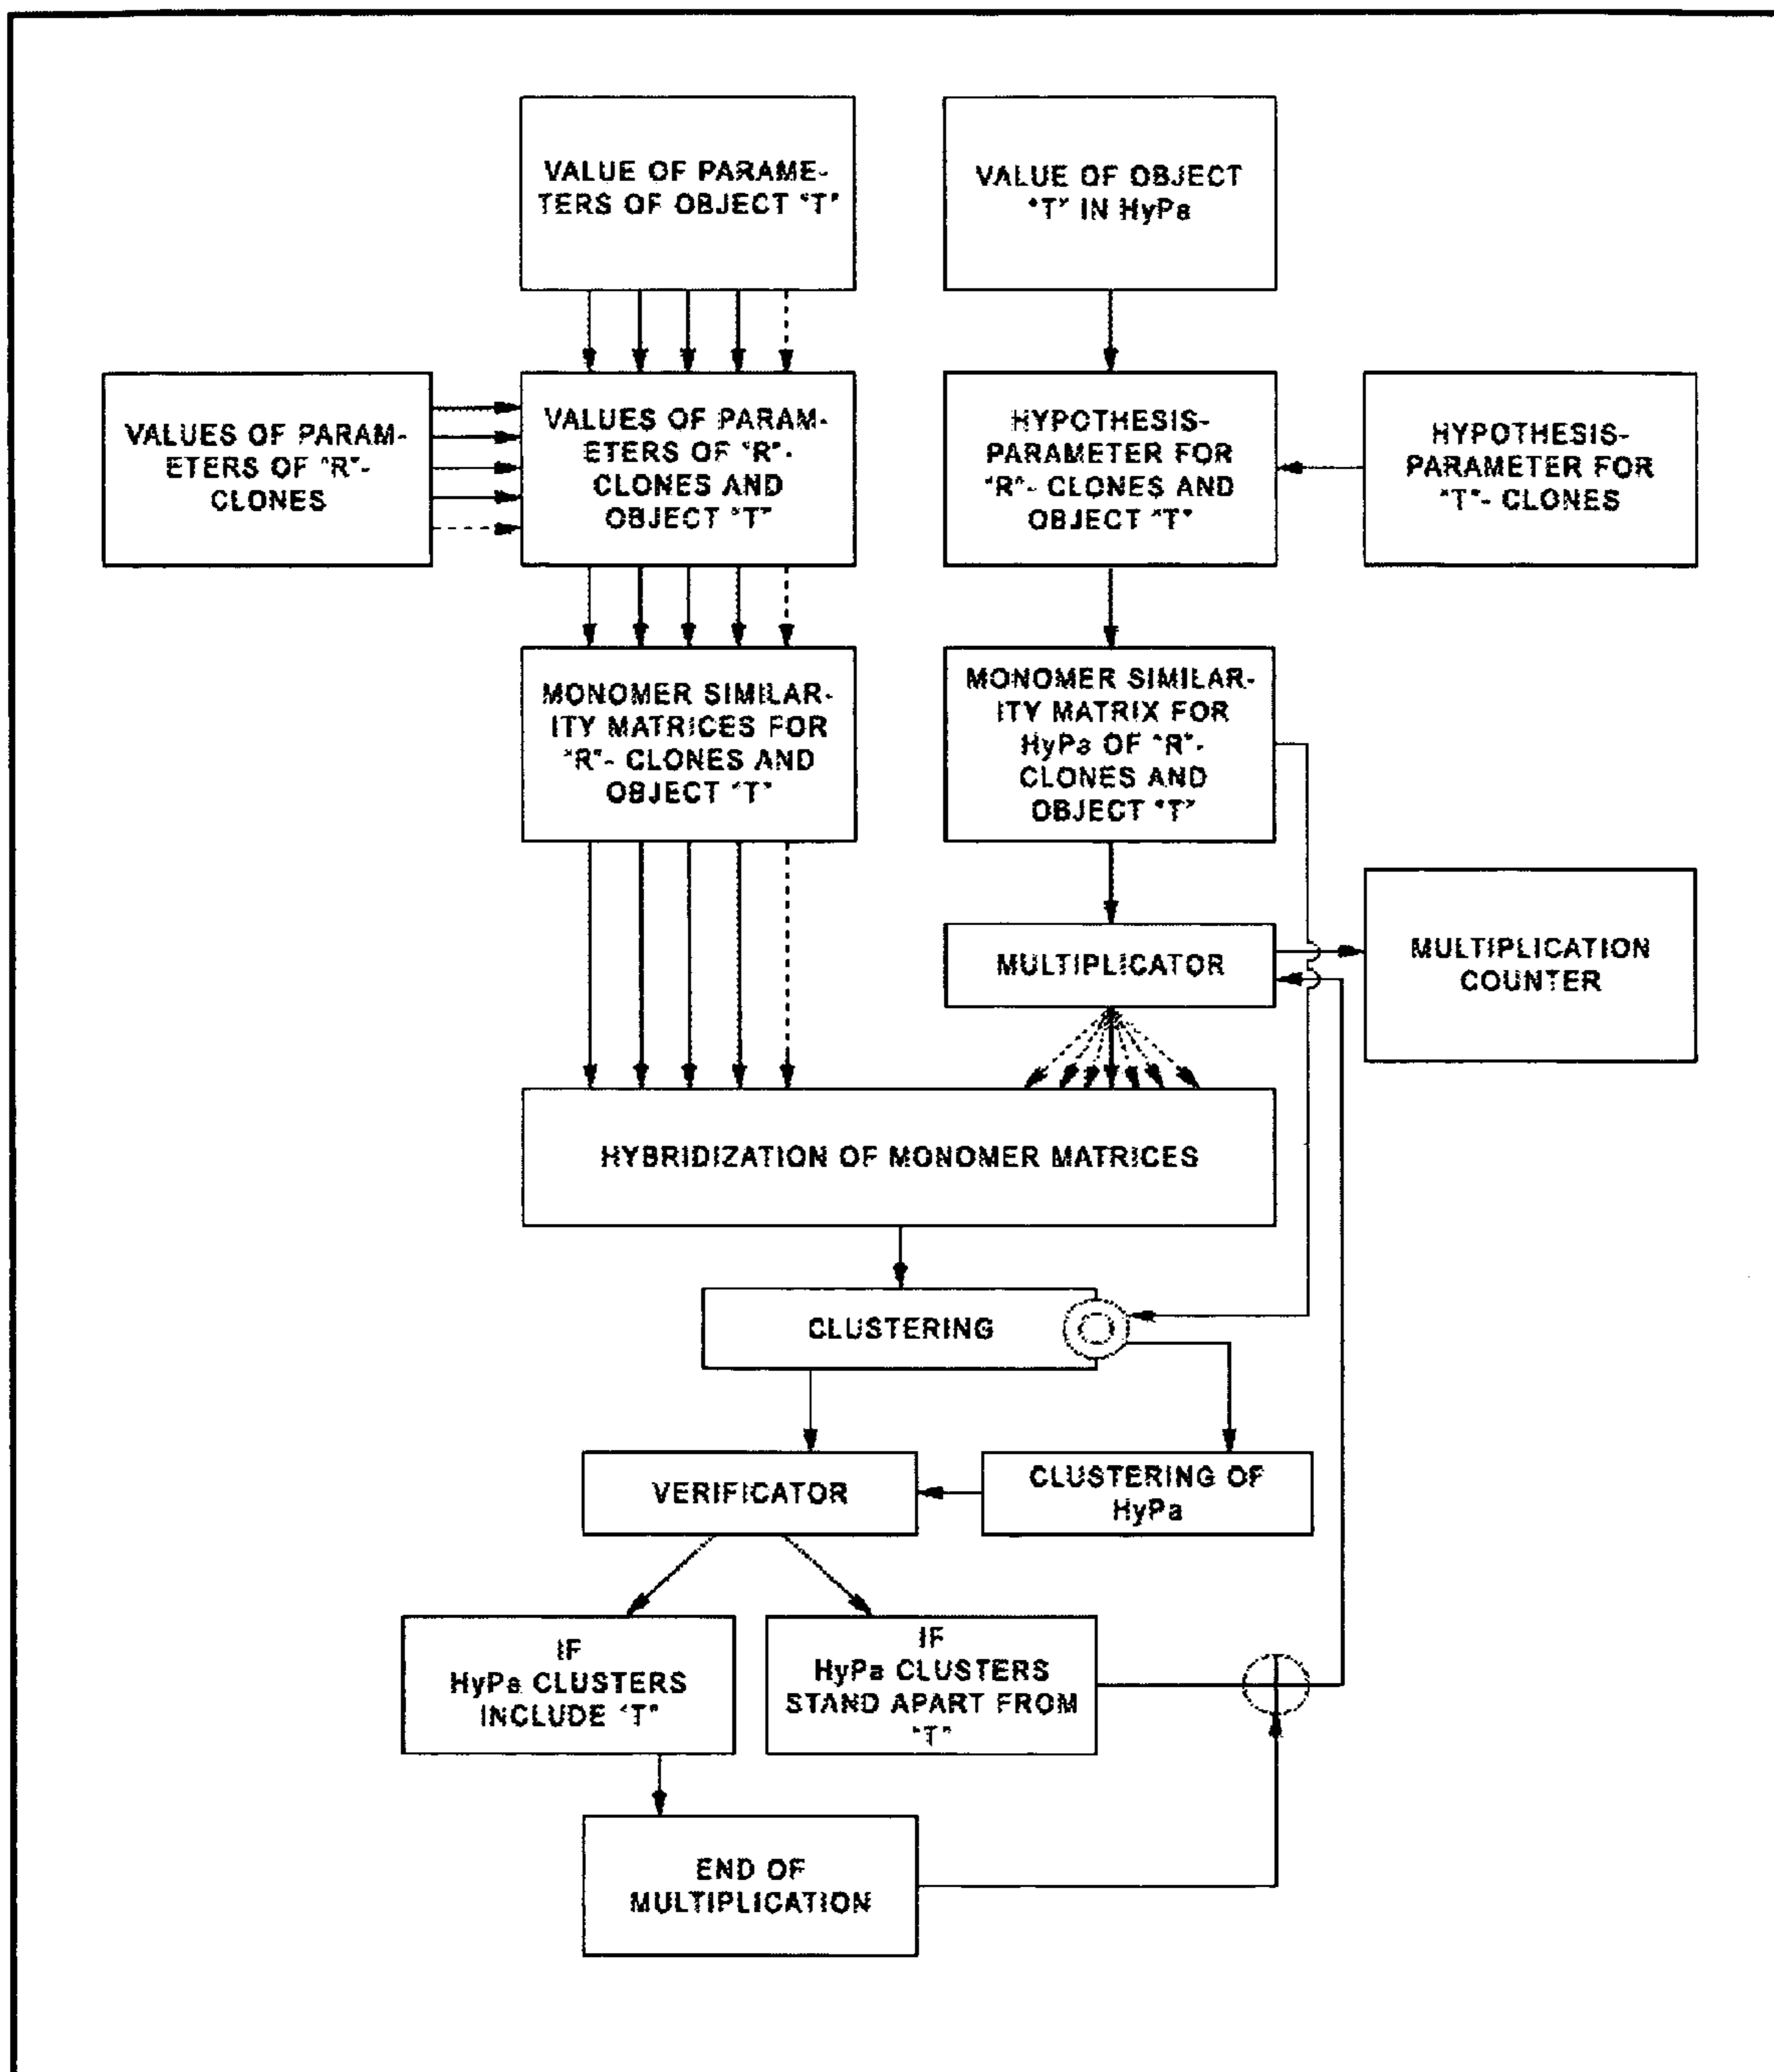 VALUE OF PARAME-
TERS OF OBJECT "T"
VALUE OF OBJECT
"T" IN HyPa
VALUES OF PARAM-
ETERS OF "R"-
CLONES
VALUES OF PARAM-
ETERS OF "R"-
CLONES AND
OBJECT "T"
HYPOTHESIS-
PARAMETER FOR
"R"- CLONES AND
OBJECT "T"
HYPOTHESIS-
PARAMETER FOR
"T"- CLONES
MONOMER SIMILAR-
ITY MATRICES FOR
"R"- CLONES AND
OBJECT "T"
MONOMER SIMILAR-
ITY MATRIX FOR
HyPa OF "R"-
CLONES AND
OBJECT "T"
MULTIPLICATOR
MULTIPLICATION
COUNTER
HYBRIDIZATION OF MONOMER MATRICES
CLUSTERING
VERIFICATOR
CLUSTERING OF
HyPa
IF
HyPa CLUSTERS
INCLUDE "T"
IF
HyPa CLUSTERS
STAND APART FROM
"T"
END OF
MULTIPLICATION